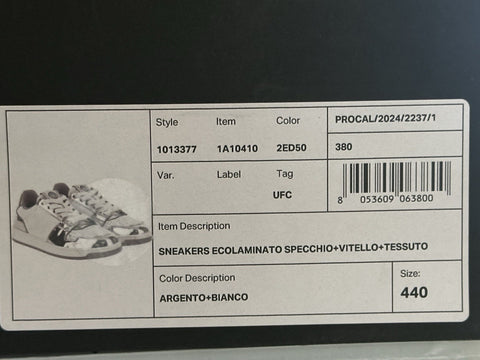 Style Item Color PROCAL/2024/2237/1
1013377 1A10410 2ED50 380
Var. Label Tag
UFC
8 053609 063800
Item Description
SNEAKERS ECOLAMINATO SPECCHIO+VITELLO+TESSUTO
Color Description Size:
ARGENTO+BIANCO 440